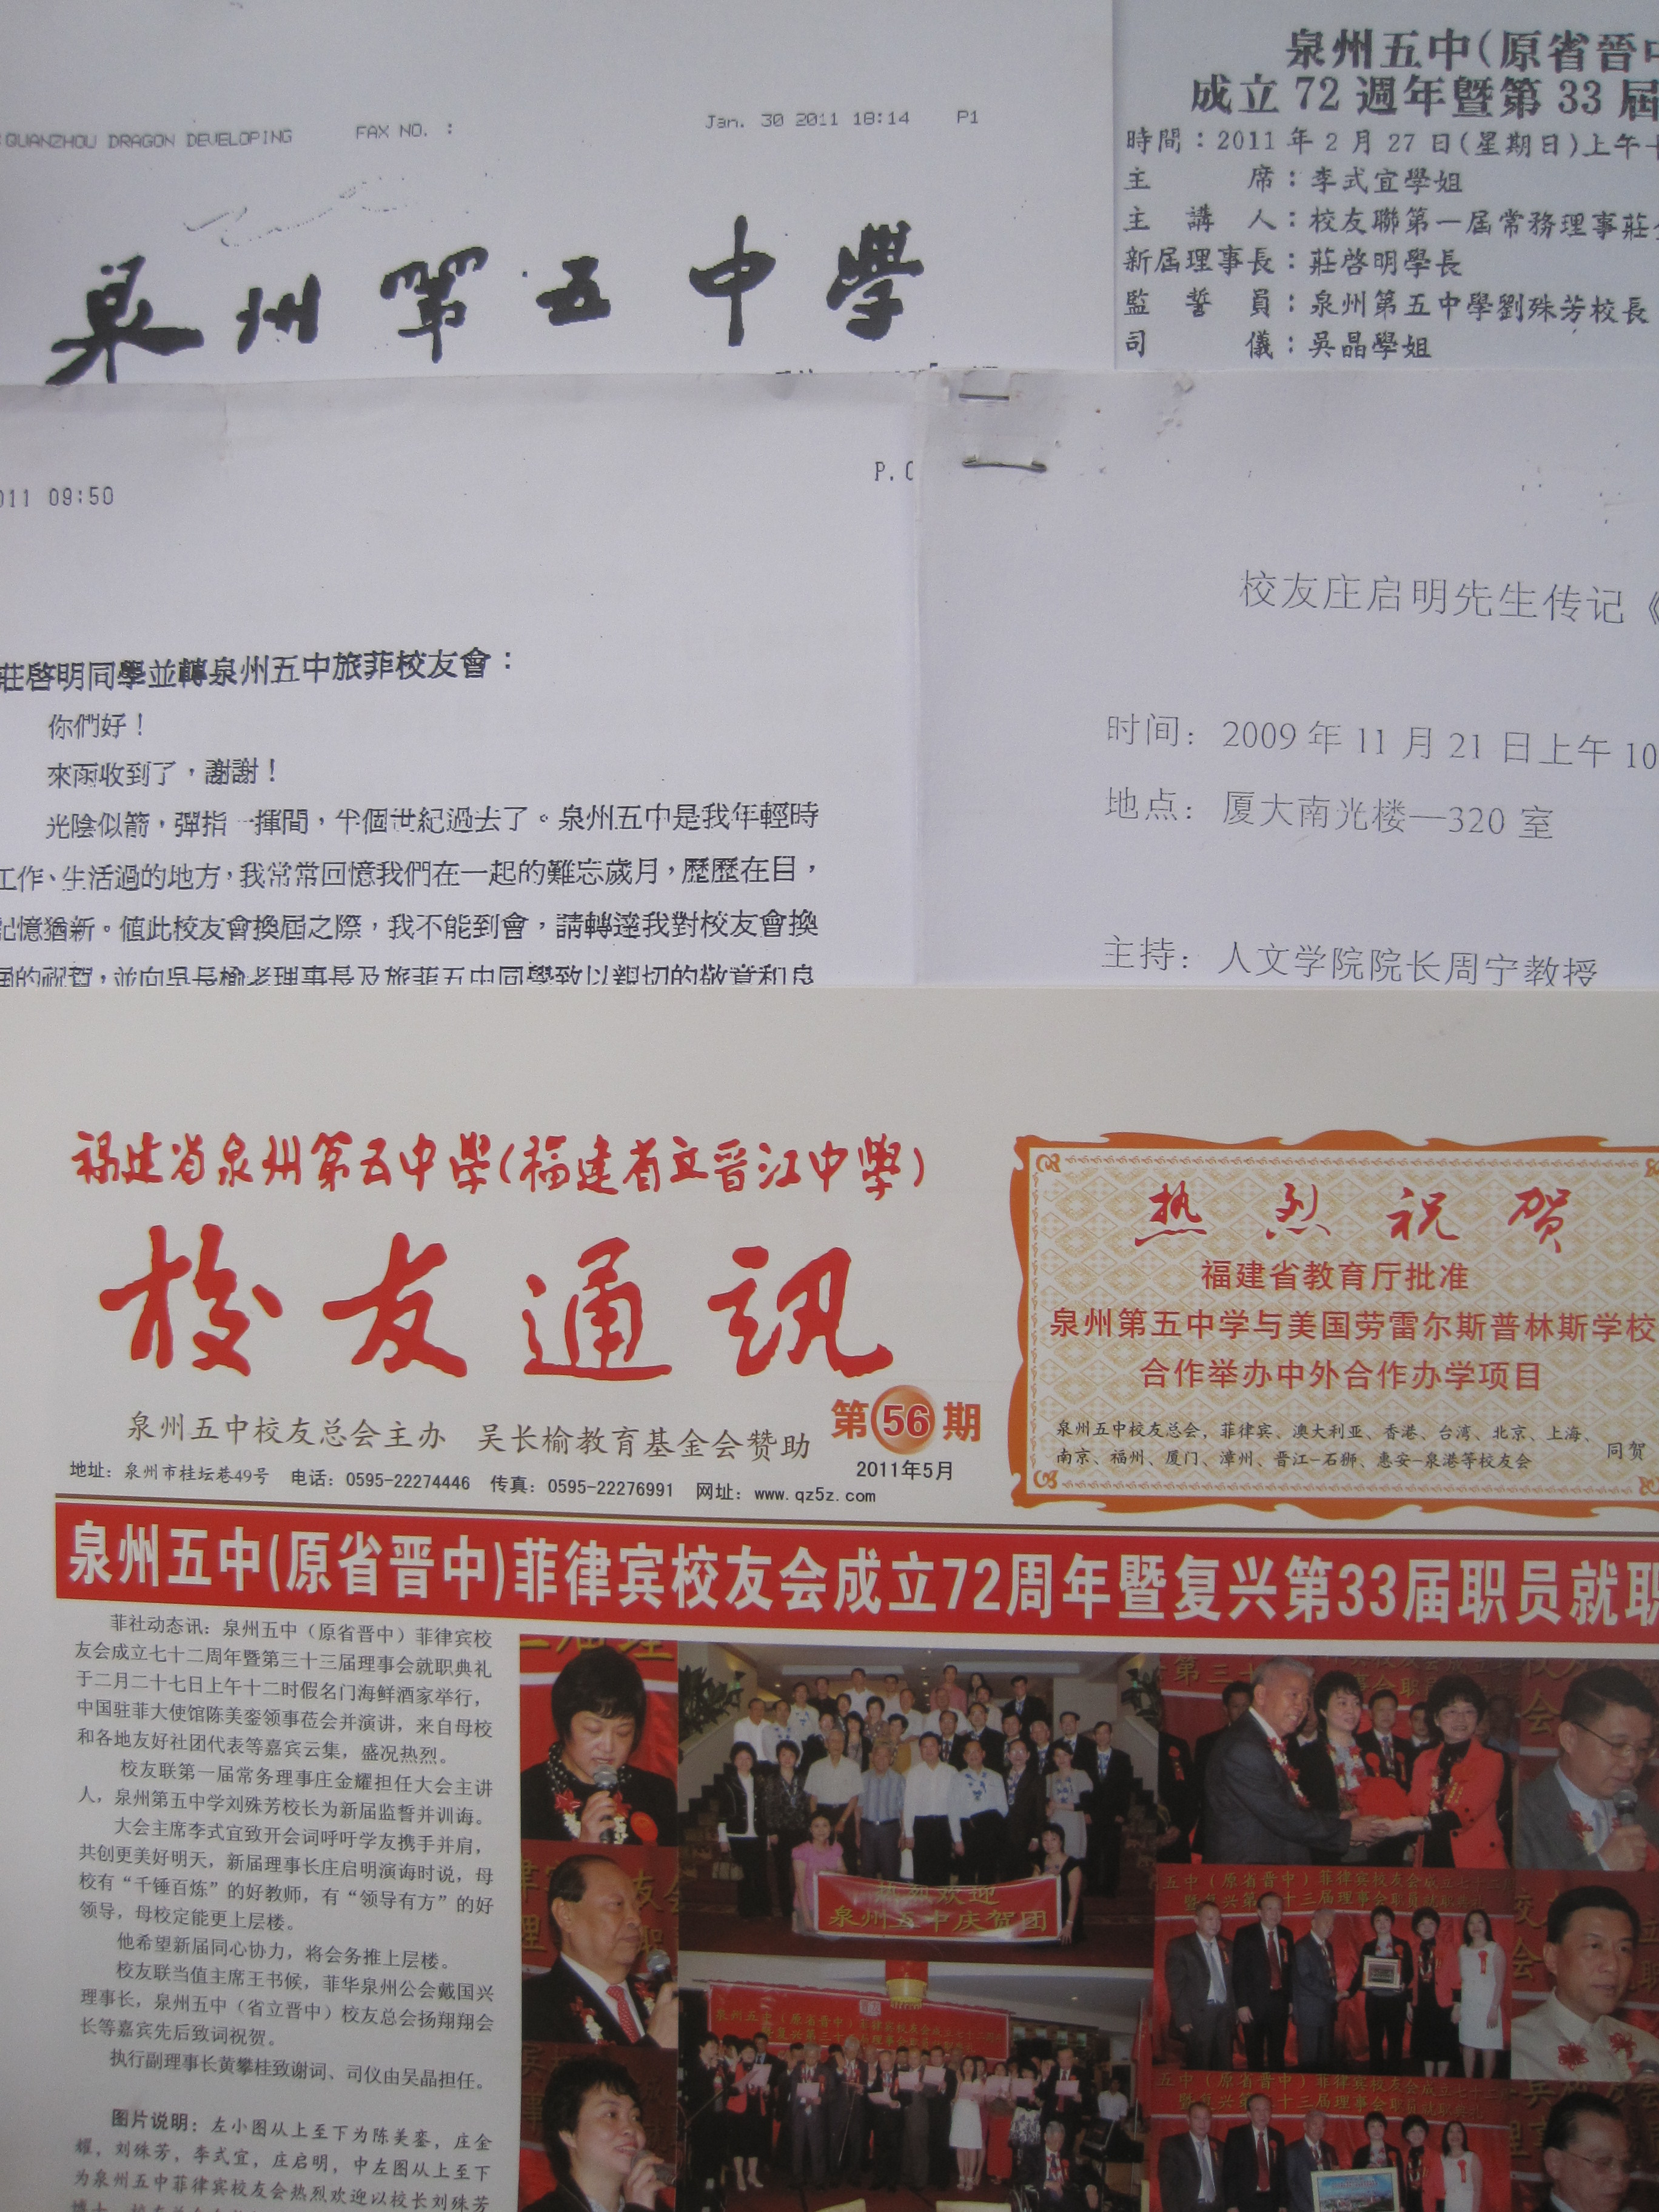 QUANZHOU DRAGON DEVELOPING FAX NO. : Jan. 30 2011 18:14 P1
泉州第五中學
泉州五中(原省晉中
成立 72 週年暨第 33 屆
時間：2011 年 2 月 27 日(星期日)上午十
主席：李式宜學姐
主講人：校友聯第一屆常務理事莊金
新屆理事長：莊啓明學長
監誓員：泉州第五中學劉殊芳校長
司儀：吳晶學姐
011 09:50
莊啓明同學並轉泉州五中旅菲校友會：
你們好！
來函收到了，謝謝！
光陰似箭，彈指一揮間，半個世紀過去了。泉州五中是我年輕時
工作、生活過的地方，我常常回憶我們在一起的難忘歲月，歷歷在目，
記憶猶新。值此校友會換屆之際，我不能到會，請轉達我對校友會換
屆的祝賀，並向吳長榆老理事長及旅菲五中同學致以親切的敬意和良
校友庄启明先生传记《
时间：2009 年 11 月 21 日上午 10
地点：厦大南光楼—320 室
主持：人文学院院长周宁教授
福建省泉州第五中學(福建省立晋江中學)
校友通訊
泉州五中校友总会主办 吴长榆教育基金会赞助
第56期
2011年5月
地址：泉州市桂坛巷49号 电话：0595-22274446 传真：0595-22276991 网址：www.qz5z.com
热烈祝贺
福建省教育厅批准
泉州第五中学与美国劳雷尔斯普林斯学校
合作举办中外合作办学项目
泉州五中校友总会，菲律宾、澳大利亚、香港、台湾、北京、上海、
南京、福州、厦门、漳州、晋江-石狮、惠安-泉港等校友会
同贺
泉州五中(原省晋中)菲律宾校友会成立72周年暨复兴第33届职员就职
菲社动态讯：泉州五中（原省晋中）菲律宾校
友会成立七十二周年暨第三十三届理事会就职典礼
于二月二十七日上午十二时假名门海鲜酒家举行，
中国驻菲大使馆陈美銮领事莅会并演讲，来自母校
和各地友好社团代表等嘉宾云集，盛况热烈。
校友联第一届常务理事庄金耀担任大会主讲
人，泉州第五中学刘殊芳校长为新届监誓并训诲。
大会主席李式宜致开会词呼吁学友携手并肩，
共创更美好明天，新届理事长庄启明演诲时说，母
校有“千锤百炼”的好教师，有“领导有方”的好
领导，母校定能更上层楼。
他希望新届同心协力，将会务推上层楼。
校友联当值主席王书候，菲华泉州公会戴国兴
理事长，泉州五中（省立晋中）校友总会扬翔翔会
长等嘉宾先后致词祝贺。
执行副理事长黄攀桂致谢词、司仪由吴晶担任。
图片说明：左小图从上至下为陈美銮，庄金
耀，刘殊芳，李式宜，庄启明，中左图从上至下
为泉州五中菲律宾校友会热烈欢迎以校长刘殊芳
热烈欢迎
泉州五中庆贺团